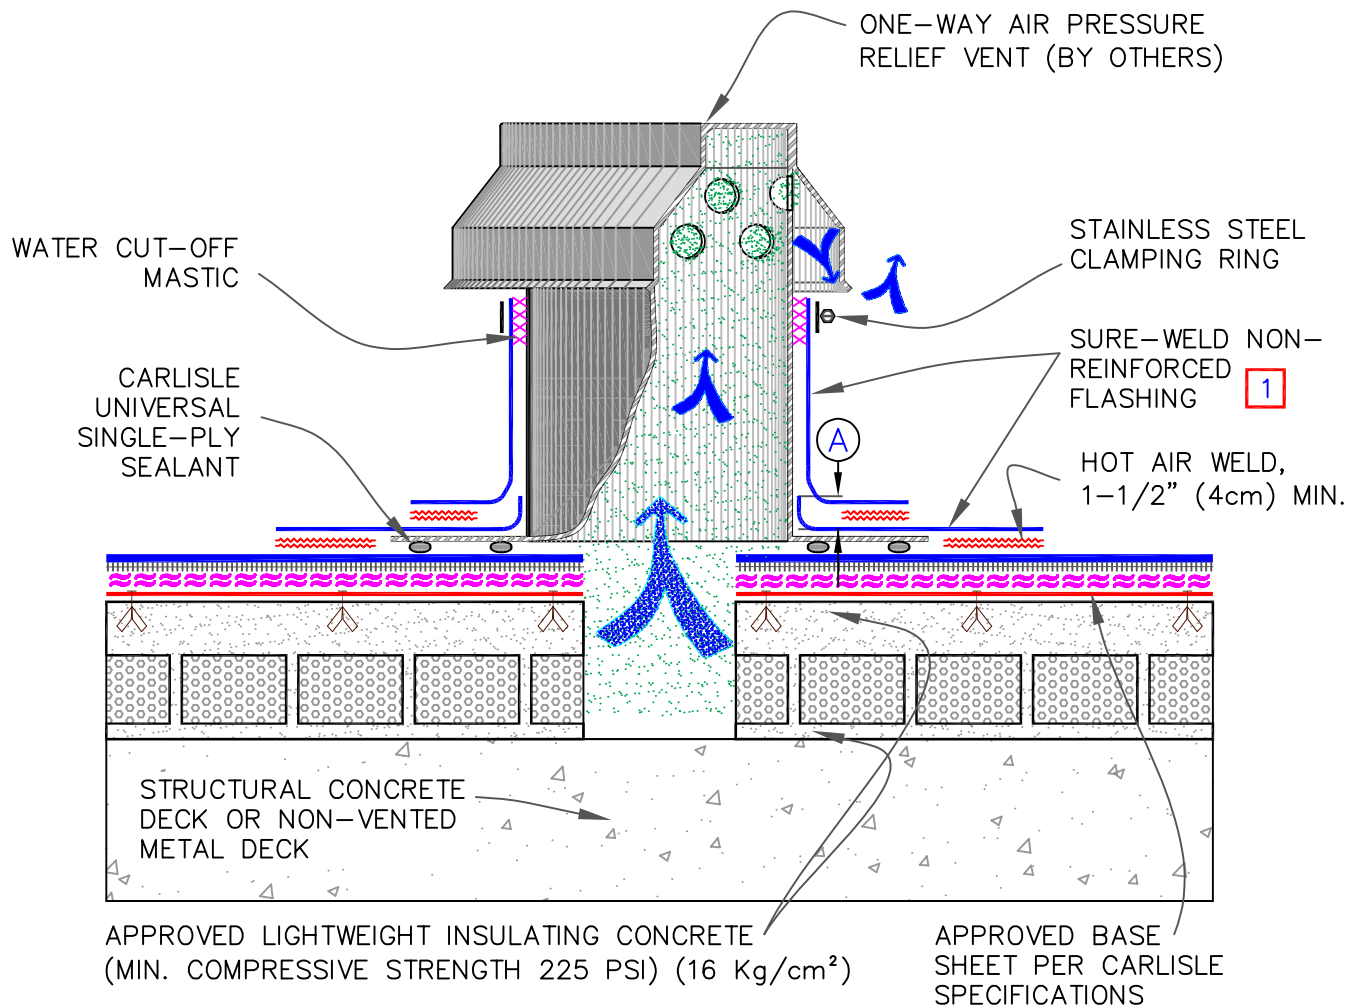 ONE-WAY AIR PRESSURE
RELIEF VENT (BY OTHERS)
WATER CUT-OFF
MASTIC
STAINLESS STEEL
CLAMPING RING
SURE-WELD NON-
REINFORCED
FLASHING 1
CARLISLE
UNIVERSAL
SINGLE-PLY
SEALANT
A
HOT AIR WELD,
1-1/2" (4cm) MIN.
STRUCTURAL CONCRETE
DECK OR NON-VENTED
METAL DECK
APPROVED LIGHTWEIGHT INSULATING CONCRETE
(MIN. COMPRESSIVE STRENGTH 225 PSI) (16 Kg/cm²)
APPROVED BASE
SHEET PER CARLISLE
SPECIFICATIONS